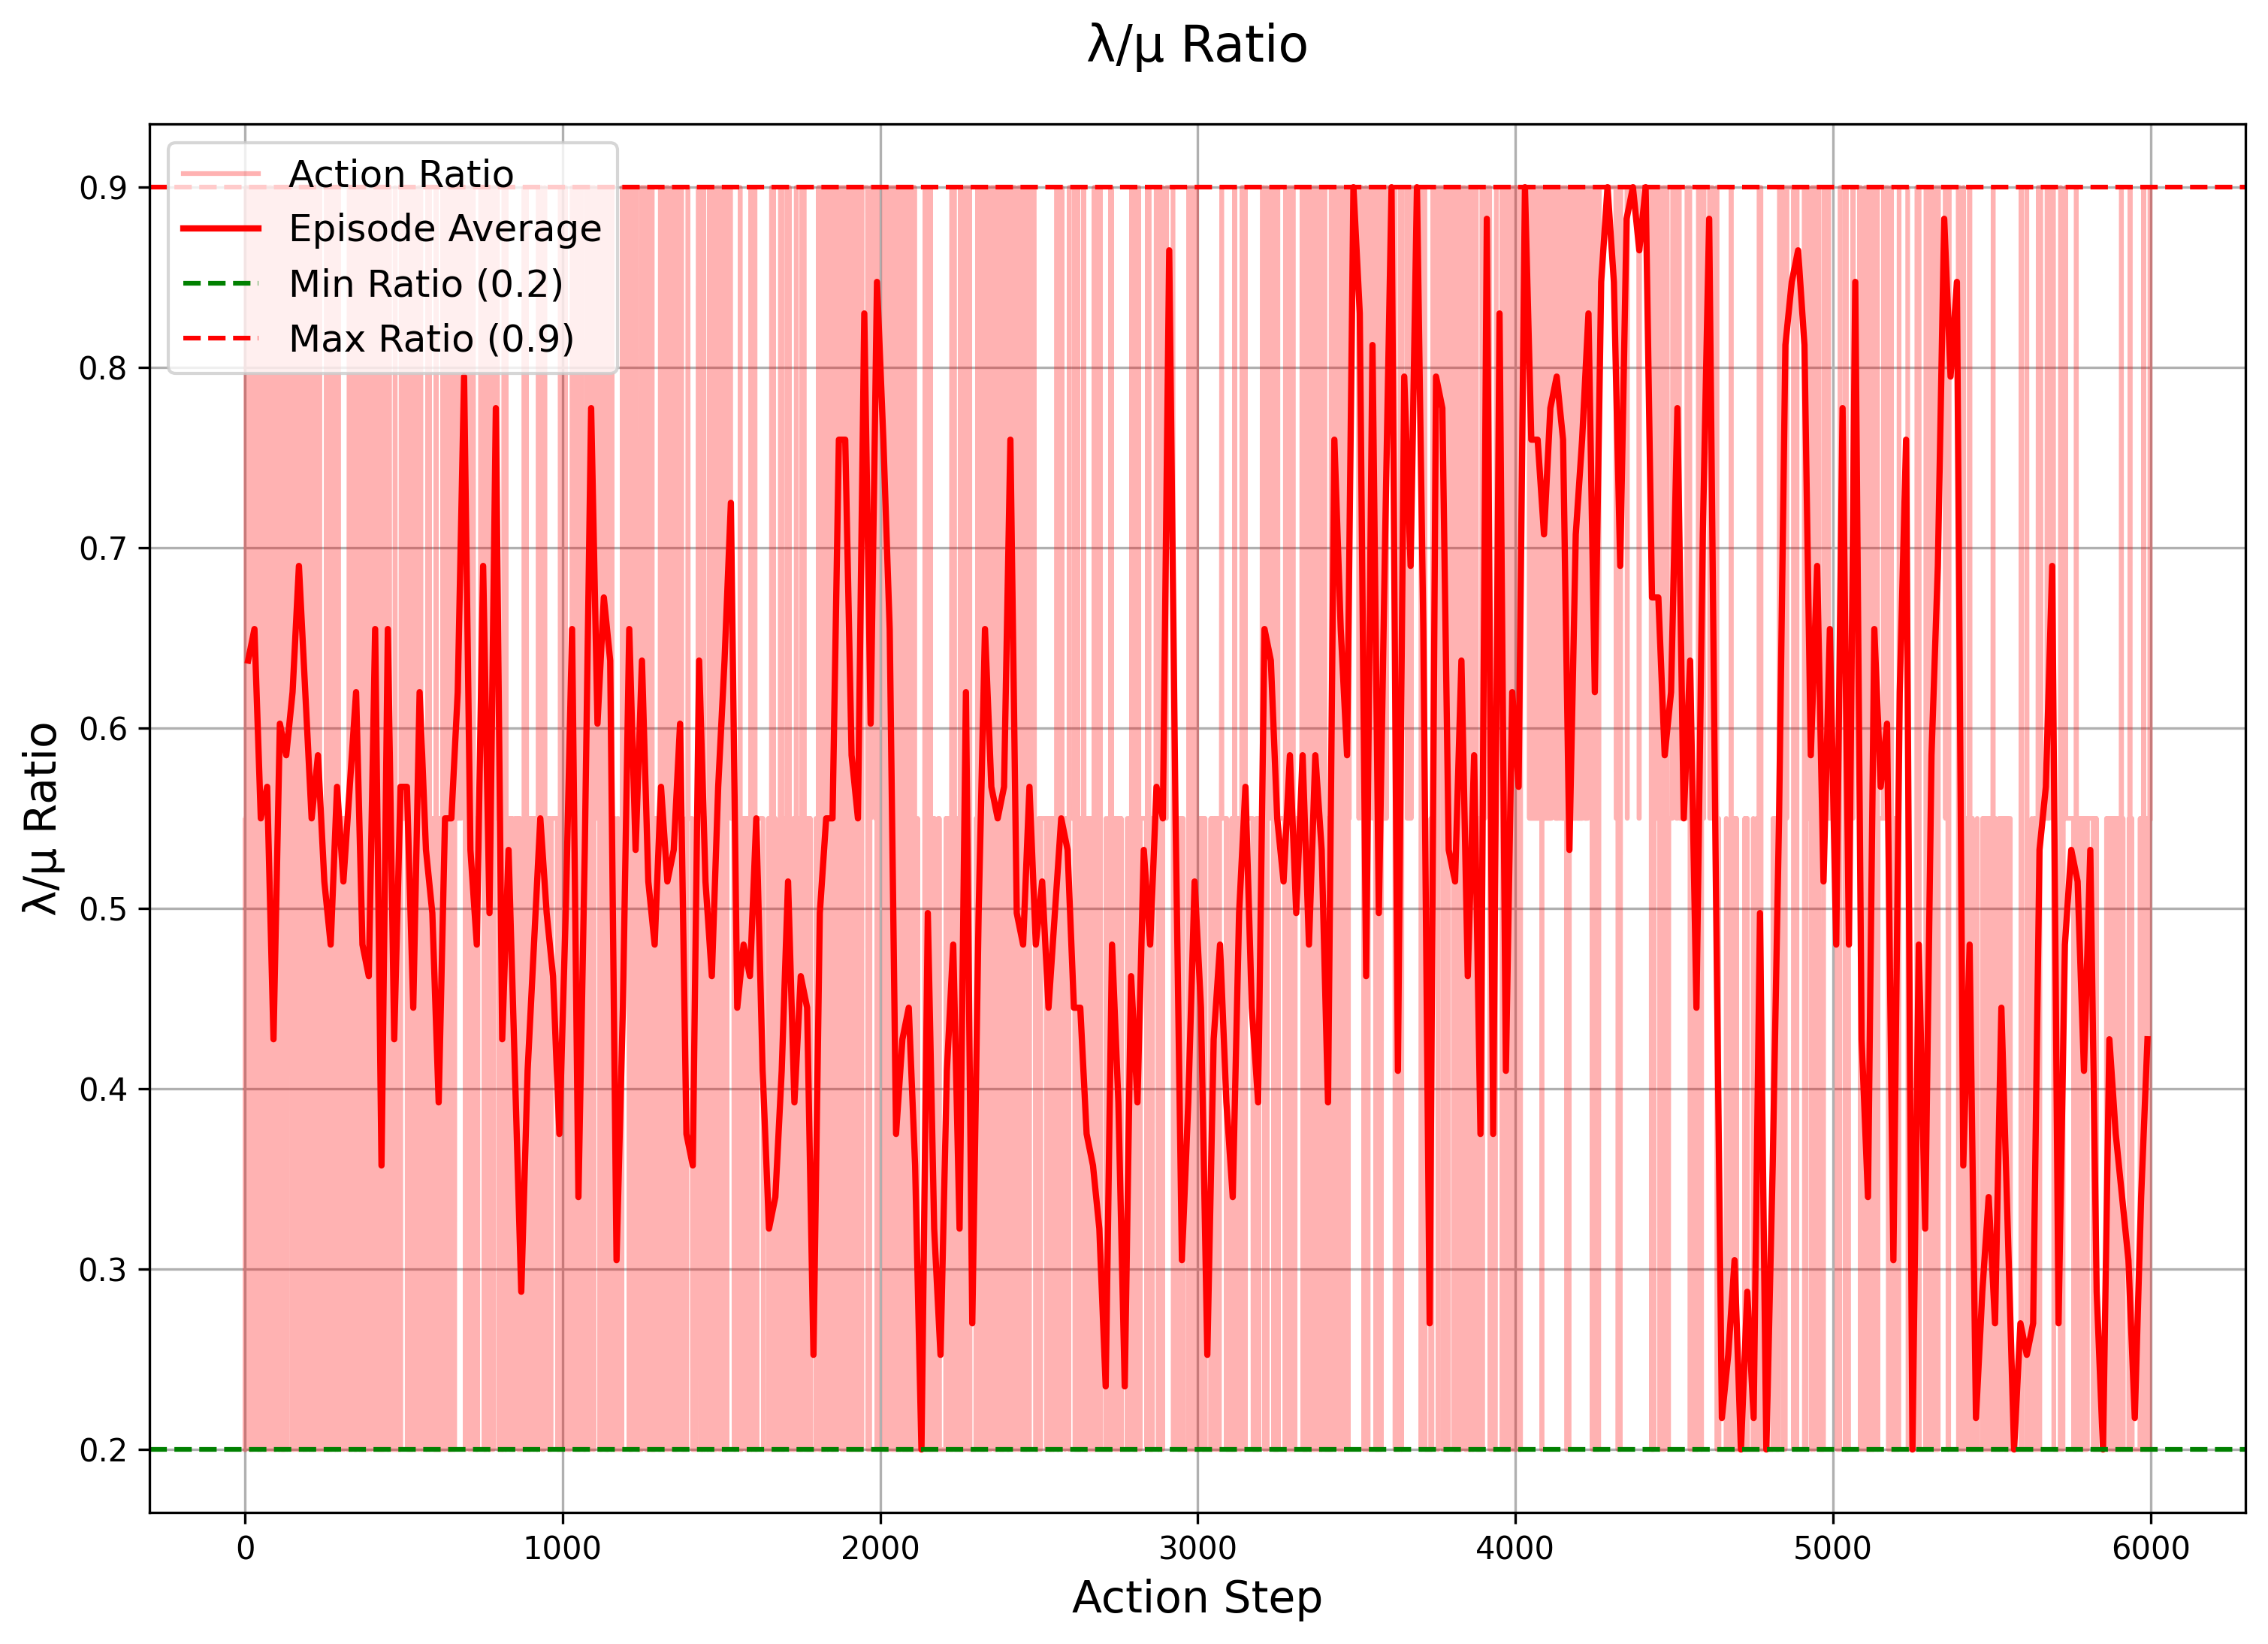 λ/μ Ratio
Action Ratio
Episode Average
Min Ratio (0.2)
Max Ratio (0.9)
λ/μ Ratio
0.9
0.8
0.7
0.6
0.5
0.4
0.3
0.2
0 1000 2000 3000 4000 5000 6000
Action Step